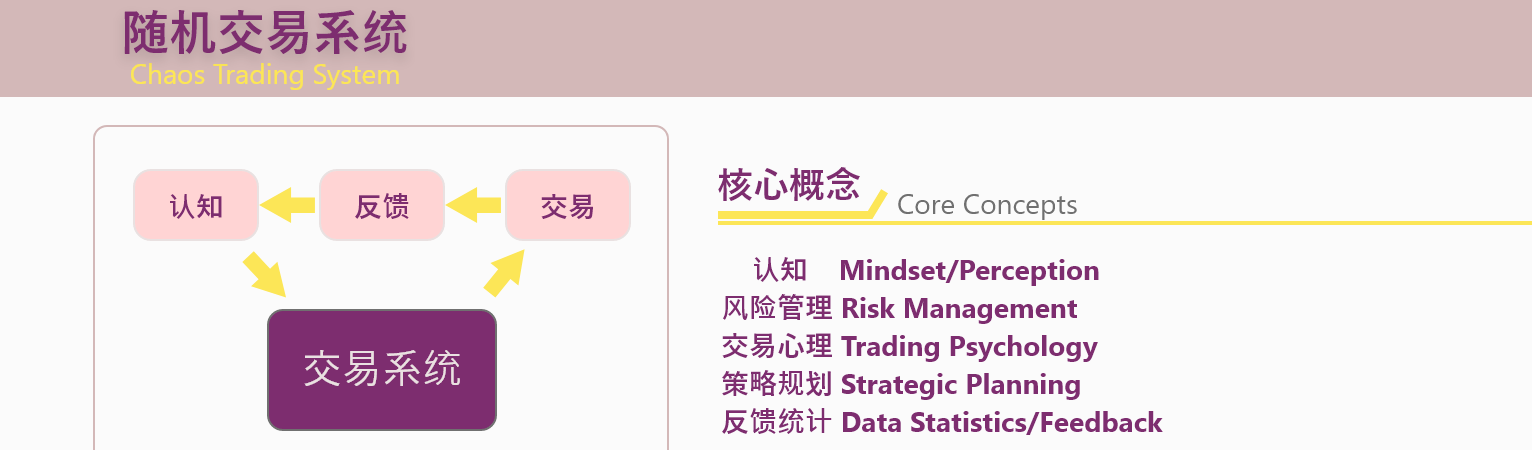 随机交易系统
Chaos Trading System
认知
反馈
交易
交易系统
核心概念
Core Concepts
认知 Mindset/Perception
风险管理 Risk Management
交易心理 Trading Psychology
策略规划 Strategic Planning
反馈统计 Data Statistics/Feedback